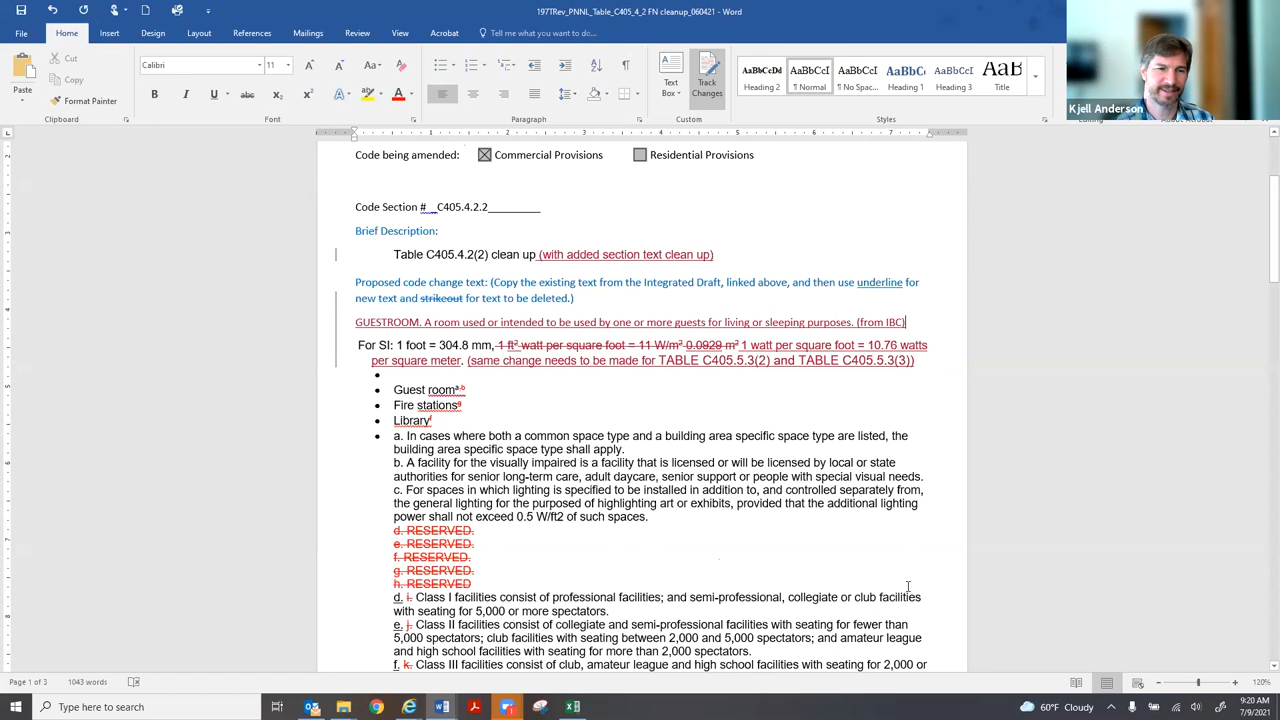 197TRev_PNNL_Table_C405_4_2 FN cleanup_060421 - Word
File Home Insert Design Layout References Mailings Review View Acrobat Tell me what you want to do...
Kjell Anderson
Paste
Cut
Copy
Format Painter
Calibri 11
Text Box
Track Changes
AaBbCcDd Heading 2
AaBbCcI ¶ Normal
AaBbCcI ¶ No Spac...
AaBbC Heading 1
AaBbCcI Heading 3
AaB Title
Clipboard Font Paragraph Custom Styles
Code being amended: Commercial Provisions Residential Provisions
Code Section # _C405.4.2.2_________
Brief Description:
Table C405.4.2(2) clean up (with added section text clean up)
Proposed code change text: (Copy the existing text from the Integrated Draft, linked above, and then use underline for
new text and strikeout for text to be deleted.)
GUESTROOM. A room used or intended to be used by one or more guests for living or sleeping purposes. (from IBC)
For SI: 1 foot = 304.8 mm, 1 ft² watt per square foot = 11 W/m² 0.0929 m² 1 watt per square foot = 10.76 watts
per square meter. (same change needs to be made for TABLE C405.5.3(2) and TABLE C405.5.3(3))
Guest room a,b
Fire stations g
Library f
a. In cases where both a common space type and a building area specific space type are listed, the
building area specific space type shall apply.
b. A facility for the visually impaired is a facility that is licensed or will be licensed by local or state
authorities for senior long-term care, adult daycare, senior support or people with special visual needs.
c. For spaces in which lighting is specified to be installed in addition to, and controlled separately from,
the general lighting for the purpose of highlighting art or exhibits, provided that the additional lighting
power shall not exceed 0.5 W/ft2 of such spaces.
d. RESERVED.
e. RESERVED.
f. RESERVED.
g. RESERVED.
h. RESERVED
d. i. Class I facilities consist of professional facilities; and semi-professional, collegiate or club facilities
with seating for 5,000 or more spectators.
e. j. Class II facilities consist of collegiate and semi-professional facilities with seating for fewer than
5,000 spectators; club facilities with seating between 2,000 and 5,000 spectators; and amateur league
and high school facilities with seating for more than 2,000 spectators.
f. k. Class III facilities consist of club, amateur league and high school facilities with seating for 2,000 or
Page 1 of 3 1043 words 120%
Type here to search
9:20 AM
7/9/2021